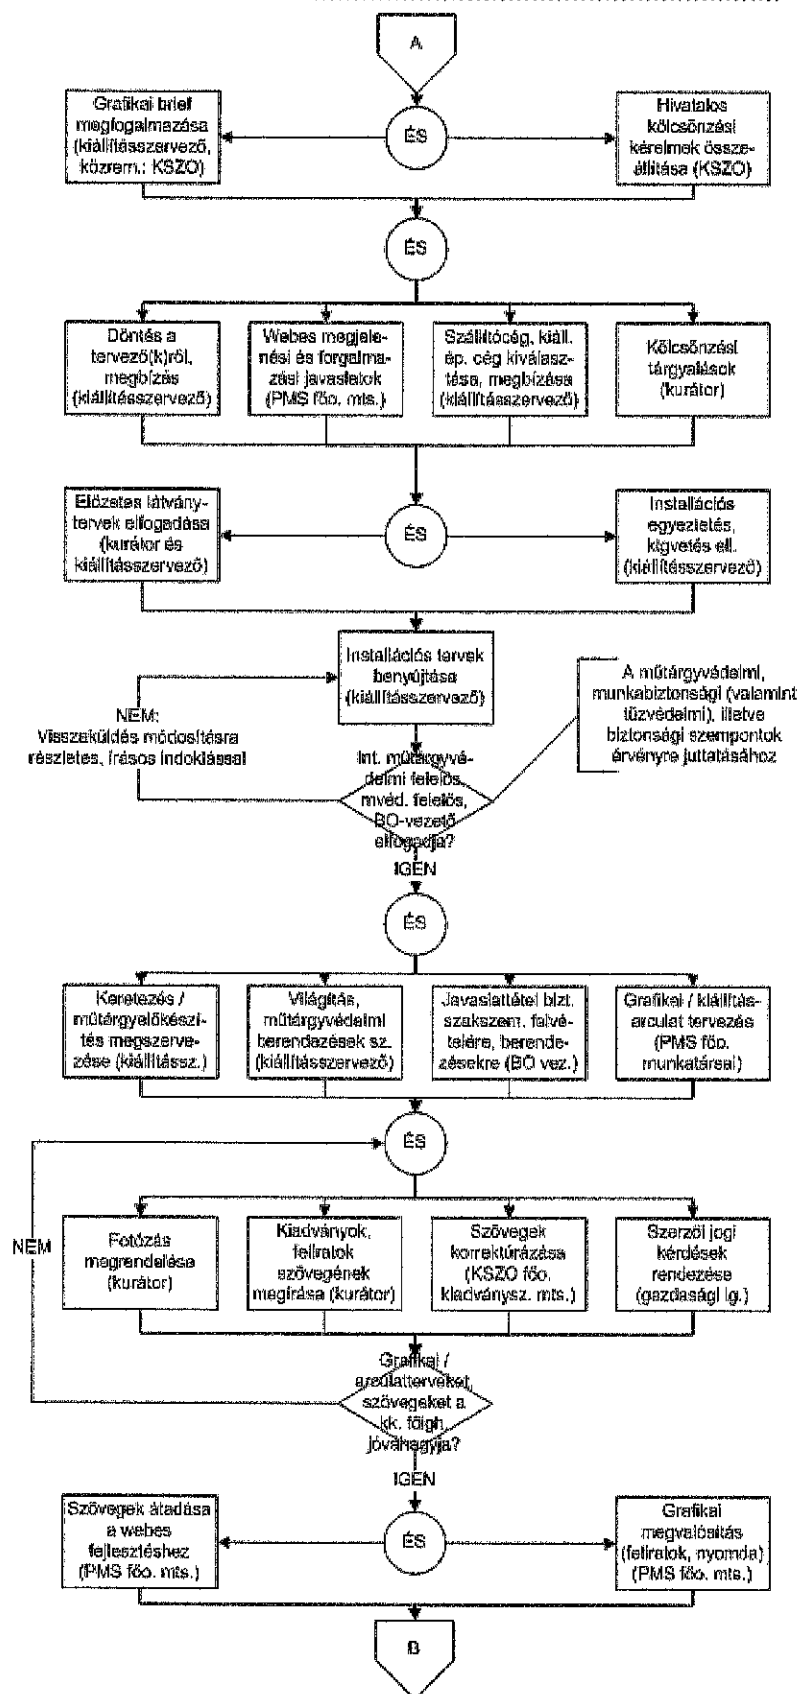 A
Grafikai brief
megfogalmazása
(kiállításszervező,
közrem.: KSZO)
ÉS
Hivatalos
kölcsönzési
kérelmek össze-
állítása (KSZO)
ÉS
Döntés a
tervező(k)ről,
megbízás
(kiállításszervező)
Webes megjele-
nési és forgalma-
zási javaslatok
(PMS főo. mts.)
Szállítócég, kiáll.
ép. cég kiválasz-
tása, megbízása
(kiállításszervező)
Kölcsönzési
tárgyalások
(kurátor)
Előzetes látvány-
tervek elfogadása
(kurátor és
kiállításszervező)
ÉS
Installációs
egyeztetés,
ktgvetés ell.
(kiállításszervező)
Installációs tervek
benyújtása
(kiállításszervező)
NEM:
Visszaküldés módosításra
részletes, írásos indoklással
A műtárgyvédelmi,
munkabiztonsági (valamint
tűzvédelmi), illetve
biztonsági szempontok
érvényre juttatásához
Int. műtárgyvé-
delmi felelős,
mvéd. felelős,
BO-vezető
elfogadja?
IGEN
ÉS
Keretezés /
műtárgyelőkészí-
tés megszerve-
zése (kiállítássz.)
Világítás,
műtárgyvédelmi
berendezések sz.
(kiállításszervező)
Javaslattétel bizt.
szakszem. felvé-
telére, berende-
zésekre (BO vez.)
Grafikai / kiállítás-
arculat tervezés
(PMS főo.
munkatársai)
ÉS
NEM
Fotózás
megrendelése
(kurátor)
Kiadványok,
feliratok
szövegének
megírása (kurátor)
Szövegek
korrektúrázása
(KSZO főo.
kiadványsz. mts.)
Szerzői jogi
kérdések
rendezése
(gazdasági ig.)
Grafikai /
arculatterveket,
szövegeket a
kk. főigh.
jóváhagyja?
IGEN
Szövegek átadása
a webes
fejlesztéshez
(PMS főo. mts.)
ÉS
Grafikai
megvalósítás
(feliratok, nyomda)
(PMS főo. mts.)
B